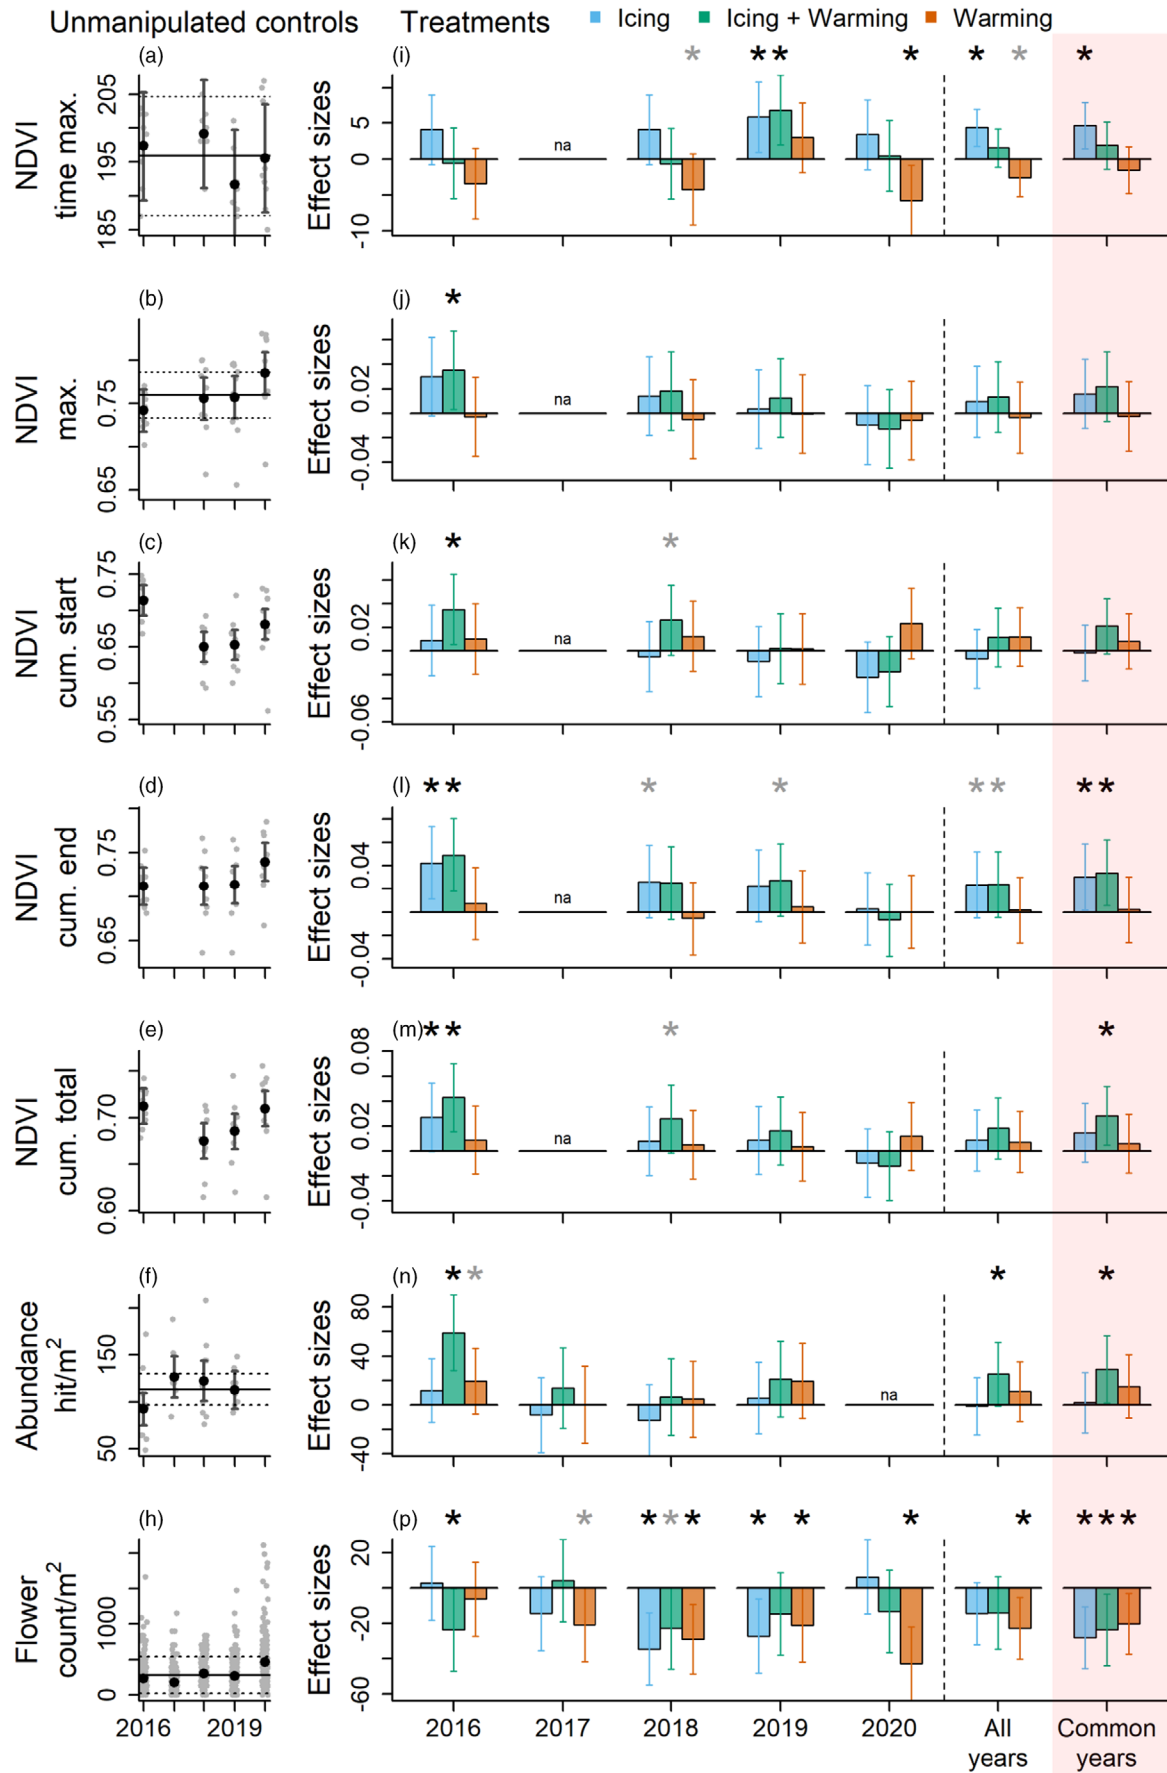 Unmanipulated controls Treatments Icing Icing + Warming Warming
(a) (i) * * * * * * *
NDVI time max.
205
195
185
Effect sizes
5
0
-10
na
(b) (j) *
NDVI max.
0.75
0.65
Effect sizes
0.02
-0.04
na
(c) (k) * *
NDVI cum. start
0.75
0.65
0.55
Effect sizes
0.02
-0.06
na
(d) (l) * * * * * * * *
NDVI cum. end
0.75
0.65
Effect sizes
0.04
-0.04
na
(e) (m) * * * *
NDVI cum. total
0.70
0.60
Effect sizes
0.08
0.02
-0.04
na
(f) (n) * * * *
Abundance hit/m²
150
50
Effect sizes
80
40
0
-40
na
(h) (p) * * * * * * * * * * * *
Flower count/m²
1000
0
Effect sizes
20
-20
-60
2016 2019 2016 2017 2018 2019 2020 All years Common years